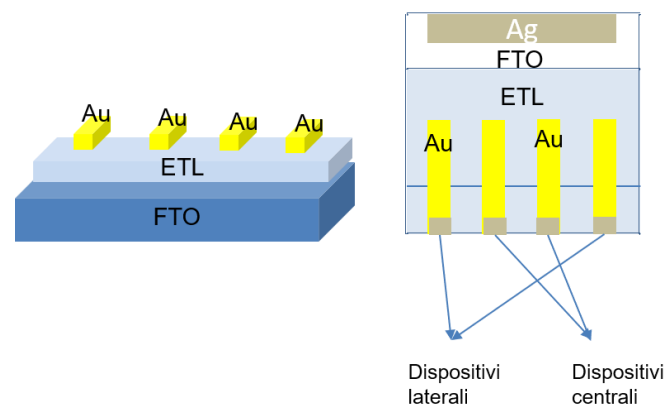 Au
Au
Au
Au
ETL
FTO
Ag
FTO
ETL
Au
Au
Dispositivi
laterali
Dispositivi
centrali